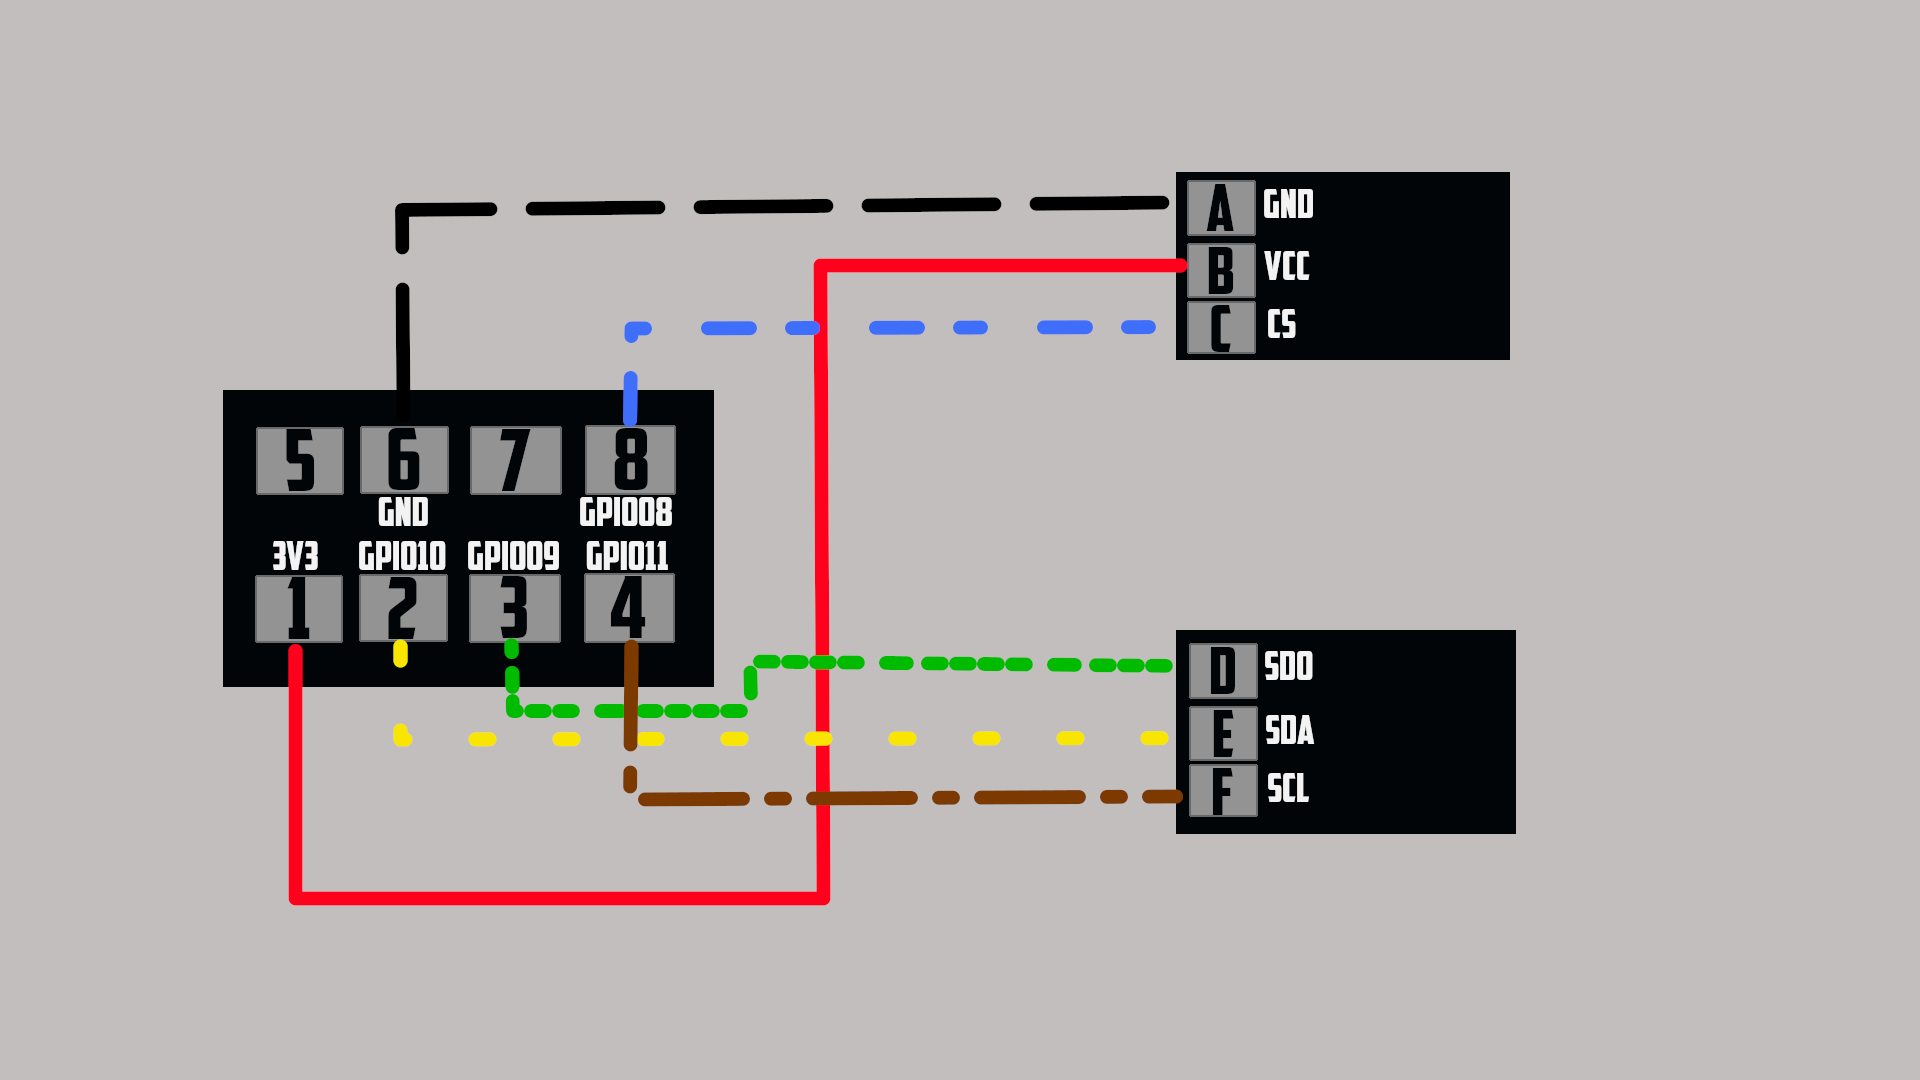 A GND
B VCC
C CS
5 6 7 8
GND GPIO08
3V3 GPIO10 GPIO09 GPIO11
1 2 3 4
D SDO
E SDA
F SCL